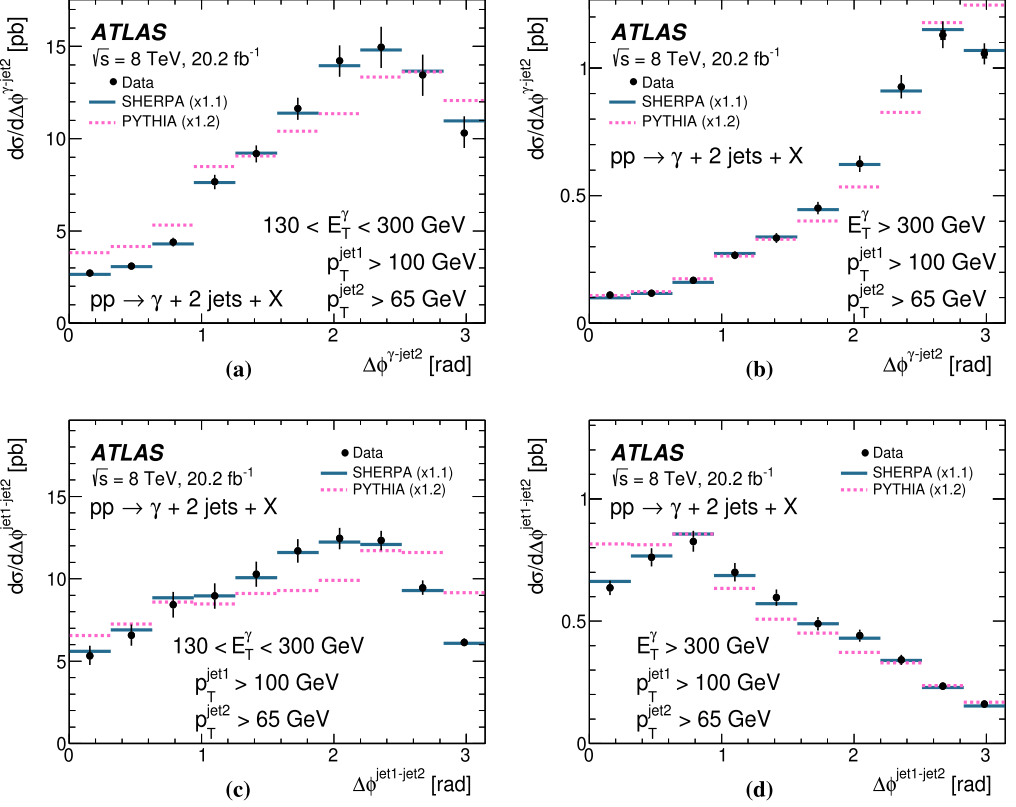 dσ/dΔϕ^γ-jet2 [pb]
15
10
5
0
ATLAS
√s = 8 TeV, 20.2 fb⁻¹
Data
SHERPA (x1.1)
PYTHIA (x1.2)
130 < E_T^γ < 300 GeV
p_T^jet1 > 100 GeV
pp → γ + 2 jets + X
p_T^jet2 > 65 GeV
0 1 2 3
Δϕ^γ-jet2 [rad]
(a)
dσ/dΔϕ^γ-jet2 [pb]
1
0.5
0
ATLAS
√s = 8 TeV, 20.2 fb⁻¹
Data
SHERPA (x1.1)
PYTHIA (x1.2)
pp → γ + 2 jets + X
E_T^γ > 300 GeV
p_T^jet1 > 100 GeV
p_T^jet2 > 65 GeV
0 1 2 3
Δϕ^γ-jet2 [rad]
(b)
dσ/dΔϕ^jet1-jet2 [pb]
15
10
5
0
ATLAS
√s = 8 TeV, 20.2 fb⁻¹
pp → γ + 2 jets + X
Data
SHERPA (x1.1)
PYTHIA (x1.2)
130 < E_T^γ < 300 GeV
p_T^jet1 > 100 GeV
p_T^jet2 > 65 GeV
0 1 2 3
Δϕ^jet1-jet2 [rad]
(c)
dσ/dΔϕ^jet1-jet2 [pb]
1
0.5
0
ATLAS
√s = 8 TeV, 20.2 fb⁻¹
pp → γ + 2 jets + X
Data
SHERPA (x1.1)
PYTHIA (x1.2)
E_T^γ > 300 GeV
p_T^jet1 > 100 GeV
p_T^jet2 > 65 GeV
0 1 2 3
Δϕ^jet1-jet2 [rad]
(d)